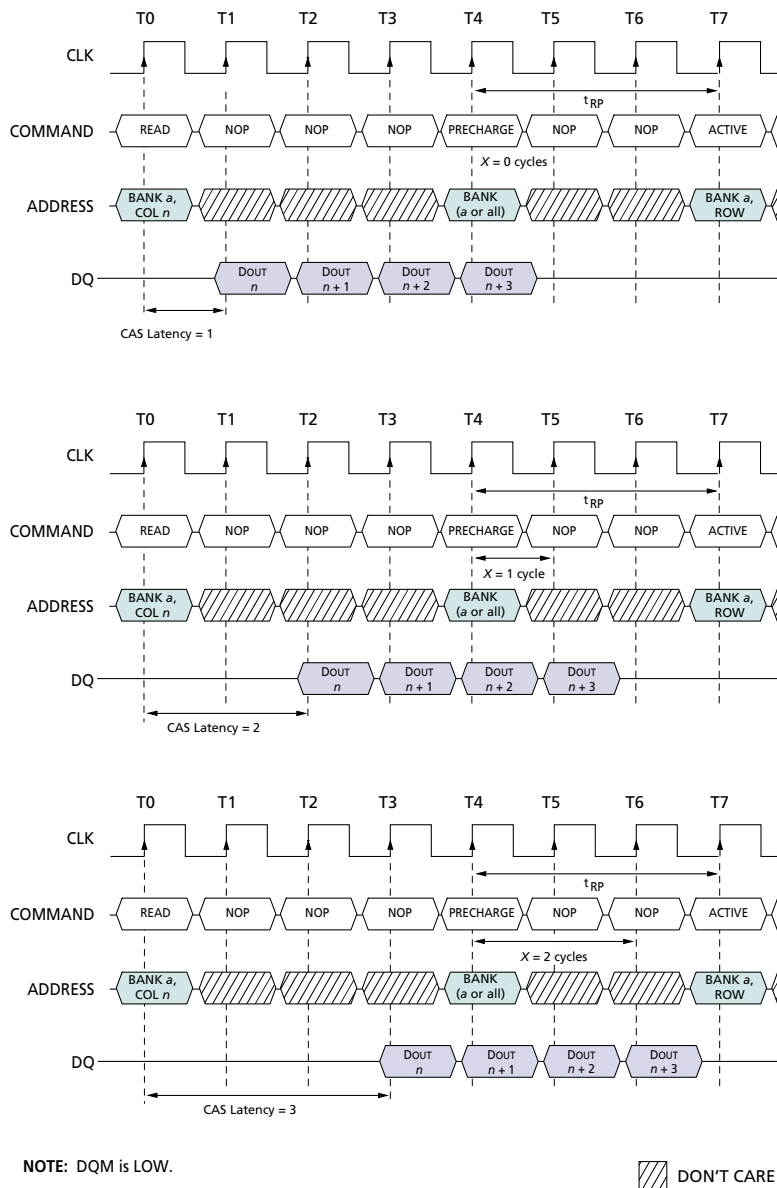 T0 T1 T2 T3 T4 T5 T6 T7
CLK
tRP
COMMAND READ NOP NOP NOP PRECHARGE NOP NOP ACTIVE
X = 0 cycles
ADDRESS BANK a, COL n BANK (a or all) BANK a, ROW
DQ DOUT n DOUT n + 1 DOUT n + 2 DOUT n + 3
CAS Latency = 1
T0 T1 T2 T3 T4 T5 T6 T7
CLK
tRP
COMMAND READ NOP NOP NOP PRECHARGE NOP NOP ACTIVE
X = 1 cycle
ADDRESS BANK a, COL n BANK (a or all) BANK a, ROW
DQ DOUT n DOUT n + 1 DOUT n + 2 DOUT n + 3
CAS Latency = 2
T0 T1 T2 T3 T4 T5 T6 T7
CLK
tRP
COMMAND READ NOP NOP NOP PRECHARGE NOP NOP ACTIVE
X = 2 cycles
ADDRESS BANK a, COL n BANK (a or all) BANK a, ROW
DQ DOUT n DOUT n + 1 DOUT n + 2 DOUT n + 3
CAS Latency = 3
NOTE: DQM is LOW.
DON'T CARE